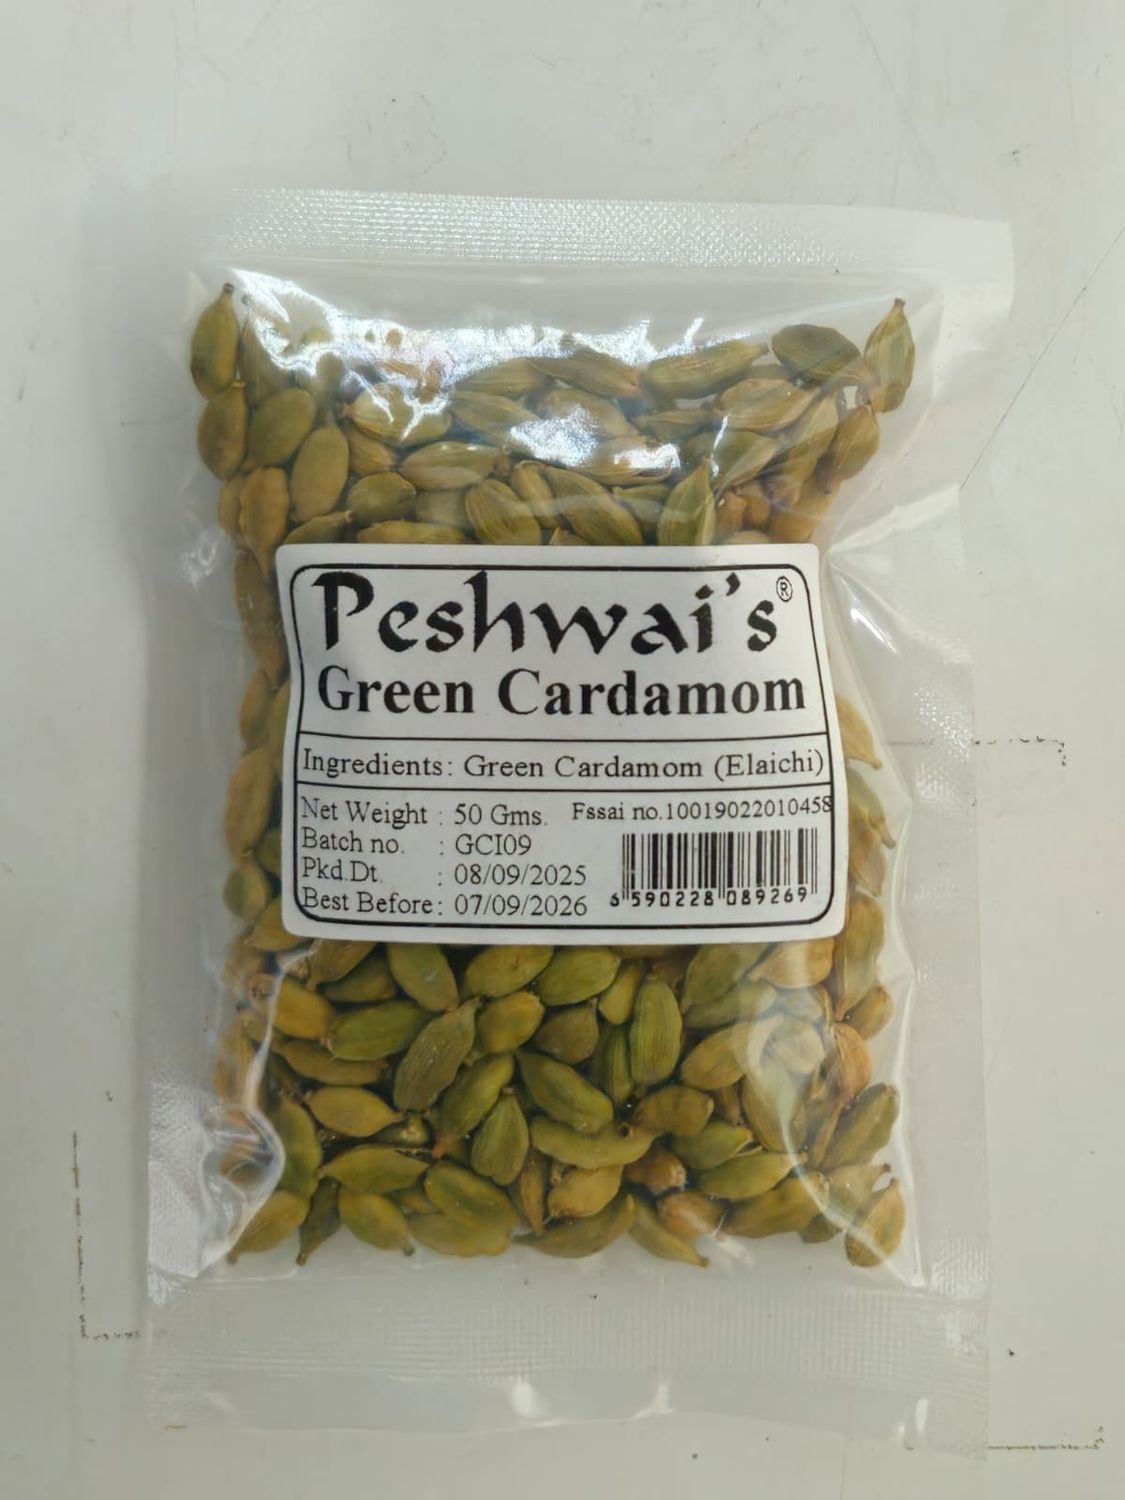 Peshwai's®
Green Cardamom
Ingredients: Green Cardamom (Elaichi)
Net Weight : 50 Gms. Fssai no.10019022010458
Batch no. : GCI09
Pkd.Dt. : 08/09/2025
Best Before: 07/09/2026
6 590228 089269